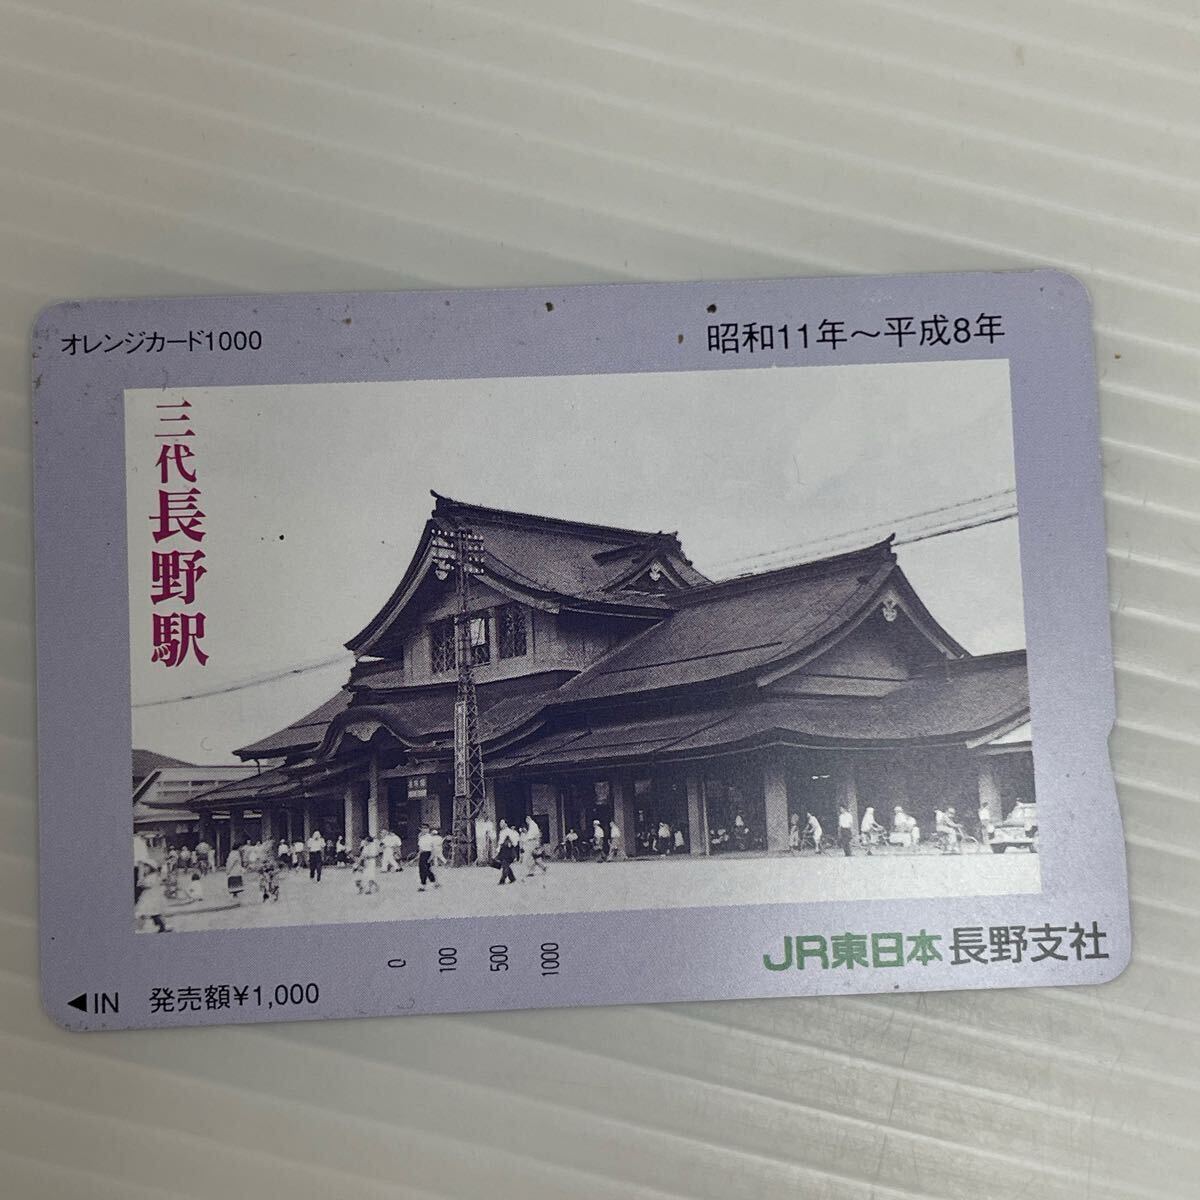 オレンジカード1000
昭和11年～平成8年
三代長野駅
0
100
500
1000
JR東日本 長野支社
◀IN 発売額¥1,000